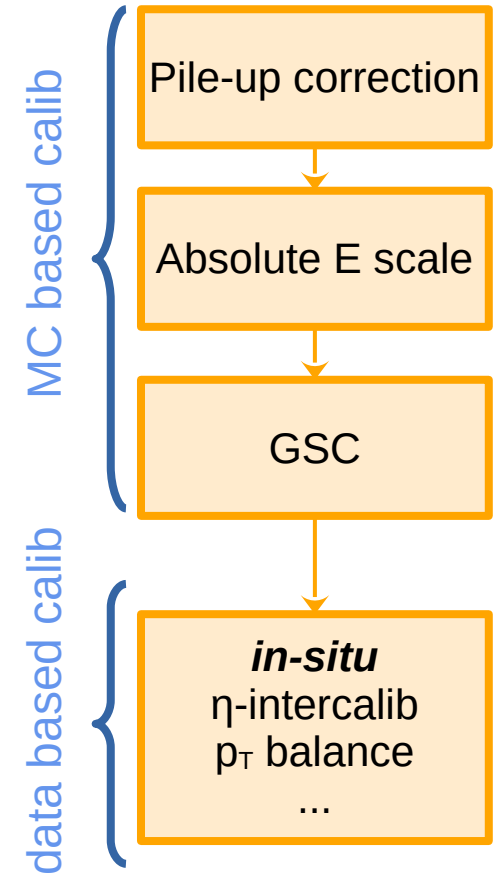 MC based calib
Pile-up correction
Absolute E scale
GSC
data based calib
in-situ
η-intercalib
pT balance
...